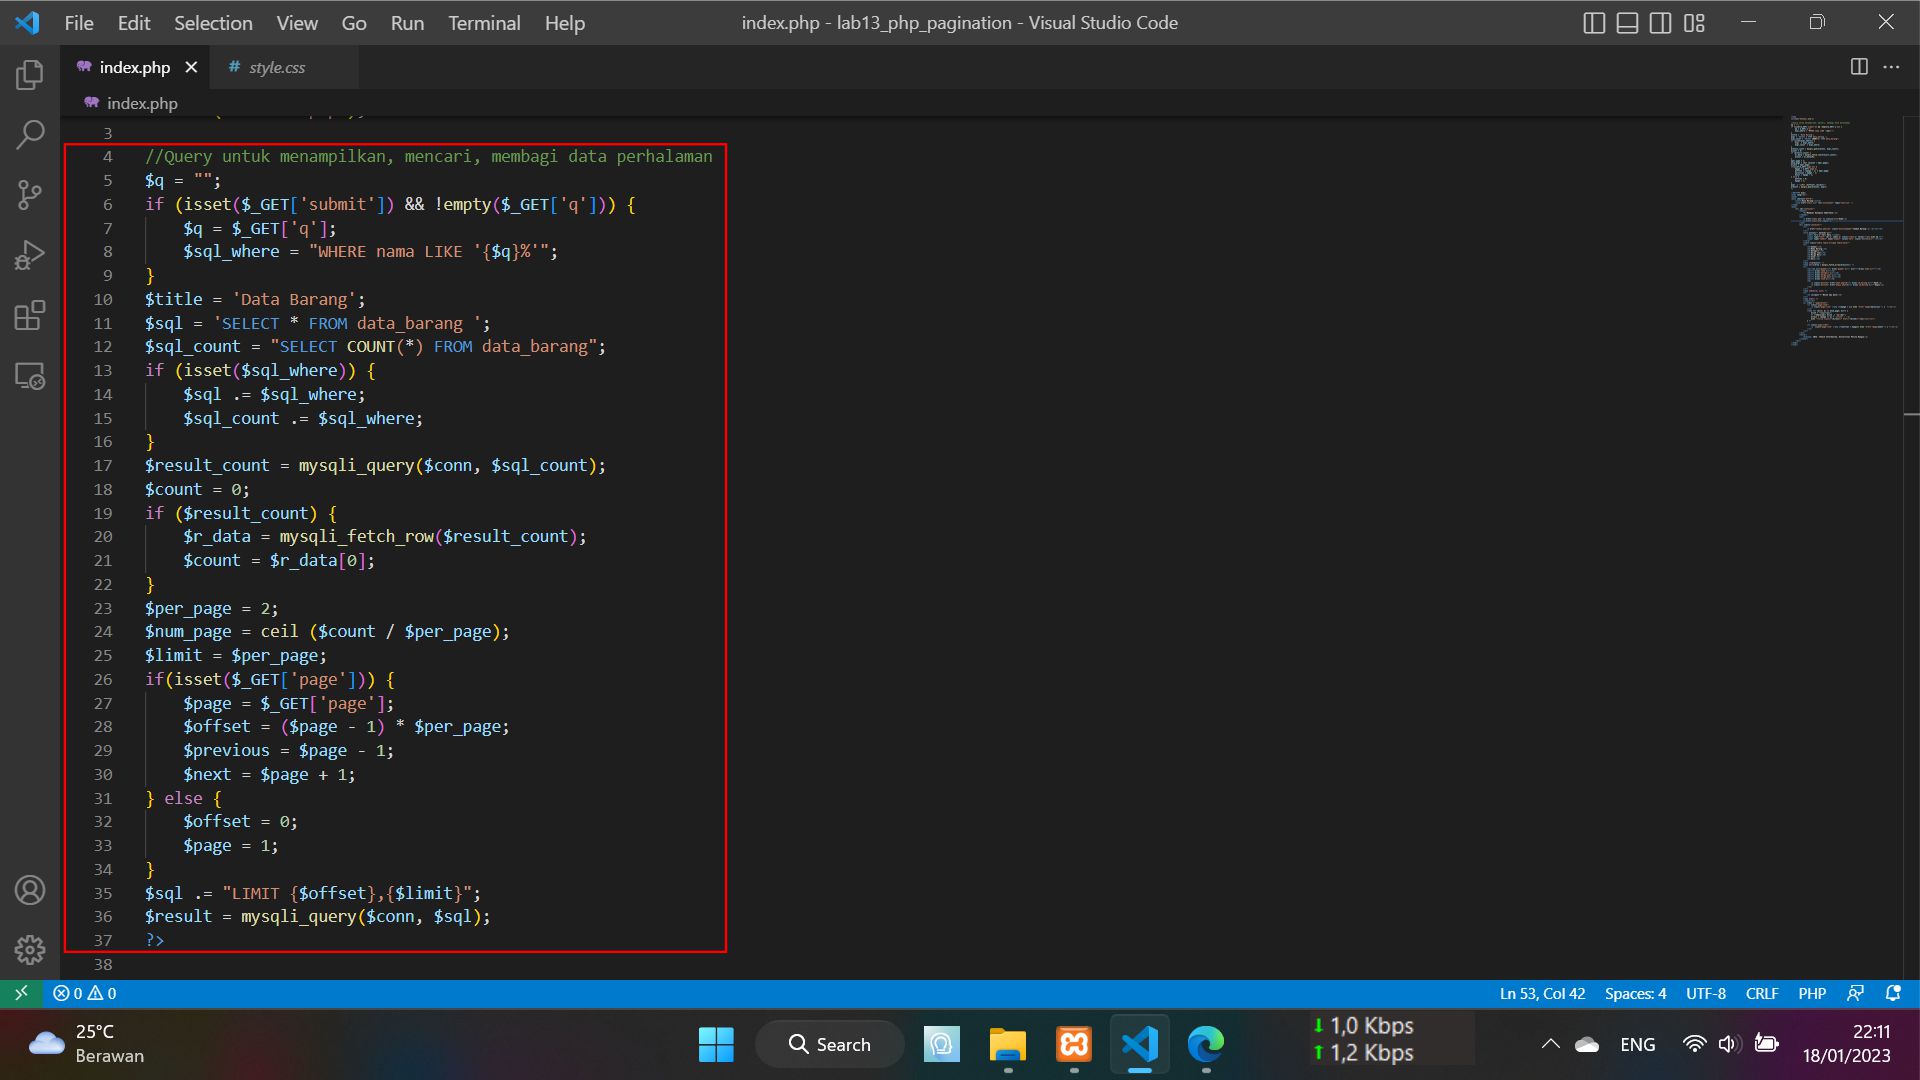 File Edit Selection View Go Run Terminal Help
index.php - lab13_php_pagination - Visual Studio Code
index.php
# style.css
index.php
3
4 //Query untuk menampilkan, mencari, membagi data perhalaman
5 $q = "";
6 if (isset($_GET['submit']) && !empty($_GET['q'])) {
7 $q = $_GET['q'];
8 $sql_where = "WHERE nama LIKE '{$q}%'";
9 }
10 $title = 'Data Barang';
11 $sql = 'SELECT * FROM data_barang ';
12 $sql_count = "SELECT COUNT(*) FROM data_barang";
13 if (isset($sql_where)) {
14 $sql .= $sql_where;
15 $sql_count .= $sql_where;
16 }
17 $result_count = mysqli_query($conn, $sql_count);
18 $count = 0;
19 if ($result_count) {
20 $r_data = mysqli_fetch_row($result_count);
21 $count = $r_data[0];
22 }
23 $per_page = 2;
24 $num_page = ceil ($count / $per_page);
25 $limit = $per_page;
26 if(isset($_GET['page'])) {
27 $page = $_GET['page'];
28 $offset = ($page - 1) * $per_page;
29 $previous = $page - 1;
30 $next = $page + 1;
31 } else {
32 $offset = 0;
33 $page = 1;
34 }
35 $sql .= "LIMIT {$offset},{$limit}";
36 $result = mysqli_query($conn, $sql);
37 ?>
38
0 0
Ln 53, Col 42 Spaces: 4 UTF-8 CRLF PHP
25°C
Berawan
Search
1,0 Kbps
1,2 Kbps
ENG
22:11
18/01/2023